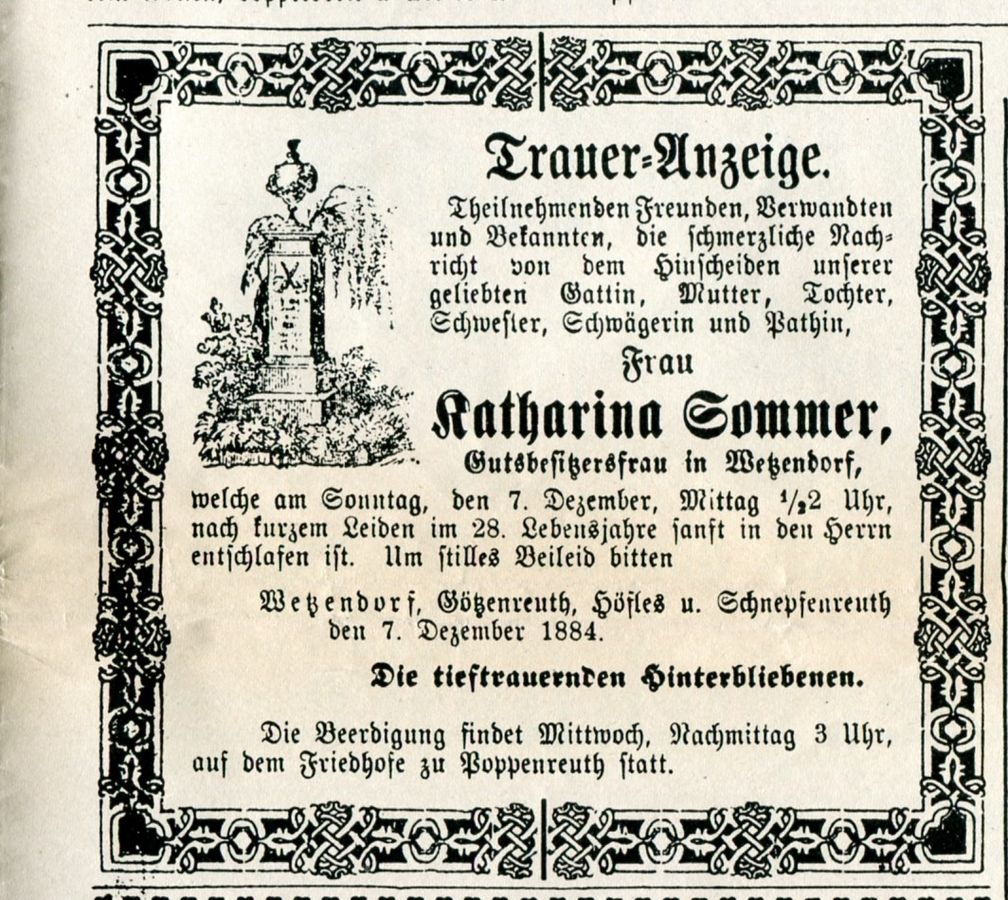 Trauer-Anzeige.
Theilnehmenden Freunden, Verwandten
und Bekannten, die schmerzliche Nach-
richt von dem Hinscheiden unserer
geliebten Gattin, Mutter, Tochter,
Schwester, Schwägerin und Pathin,
Frau
Katharina Sommer,
Gutsbesitzersfrau in Wetzendorf,
welche am Sonntag, den 7. Dezember, Mittag ½2 Uhr,
nach kurzem Leiden im 28. Lebensjahre sanft in den Herrn
entschlafen ist. Um stilles Beileid bitten
Wetzendorf, Götzenreuth, Höfles u. Schnepfenreuth
den 7. Dezember 1884.
Die tieftrauernden Hinterbliebenen.
Die Beerdigung findet Mittwoch, Nachmittag 3 Uhr,
auf dem Friedhofe zu Poppenreuth statt.